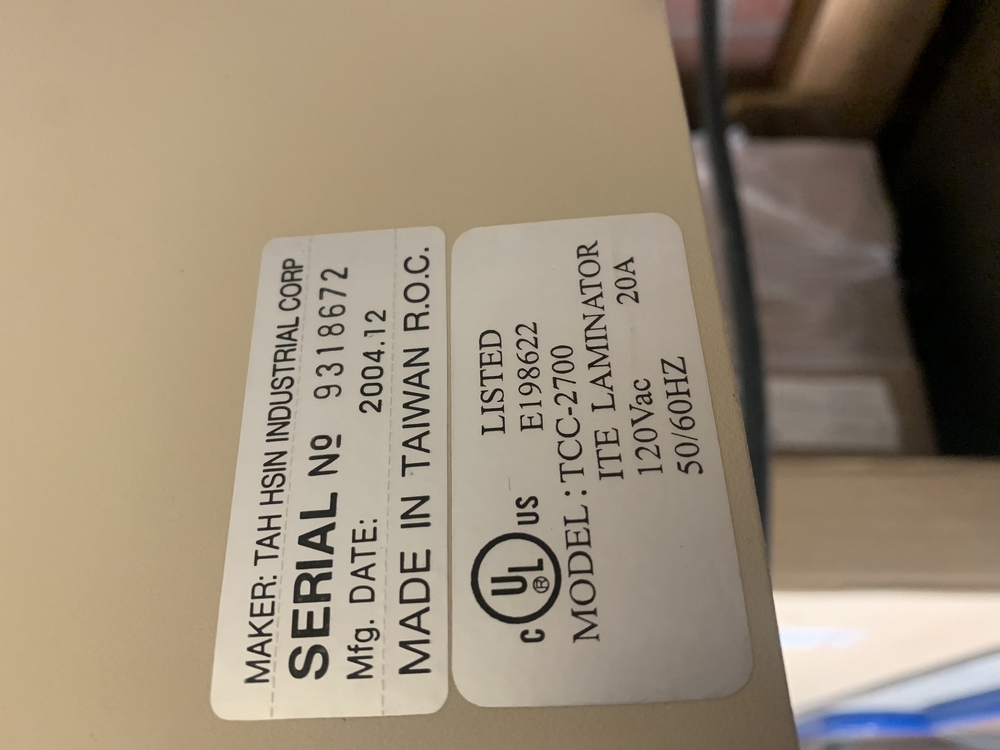 MAKER: TAH HSIN INDUSTRIAL CORP
SERIAL Nº 9318672
Mfg. DATE: 2004.12
MADE IN TAIWAN R.O.C.
LISTED
C UL ® US E198622
MODEL : TCC-2700
ITE LAMINATOR
120Vac 20A
50/60HZ